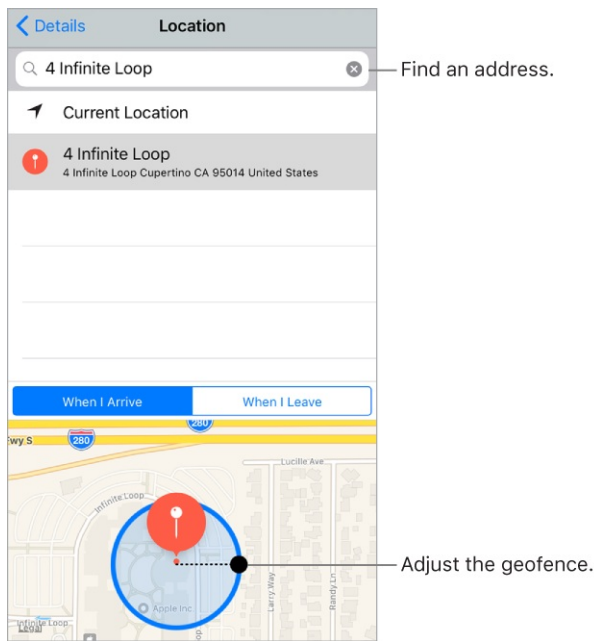 Details
Location
4 Infinite Loop
Find an address.
Current Location
4 Infinite Loop
4 Infinite Loop Cupertino CA 95014 United States
When I Arrive
When I Leave
280
wy S
280
Lucille Ave
Infinite Loop
Larry Way
Randy Ln
Adjust the geofence.
Apple Inc
Infinite Loop
Legal
op